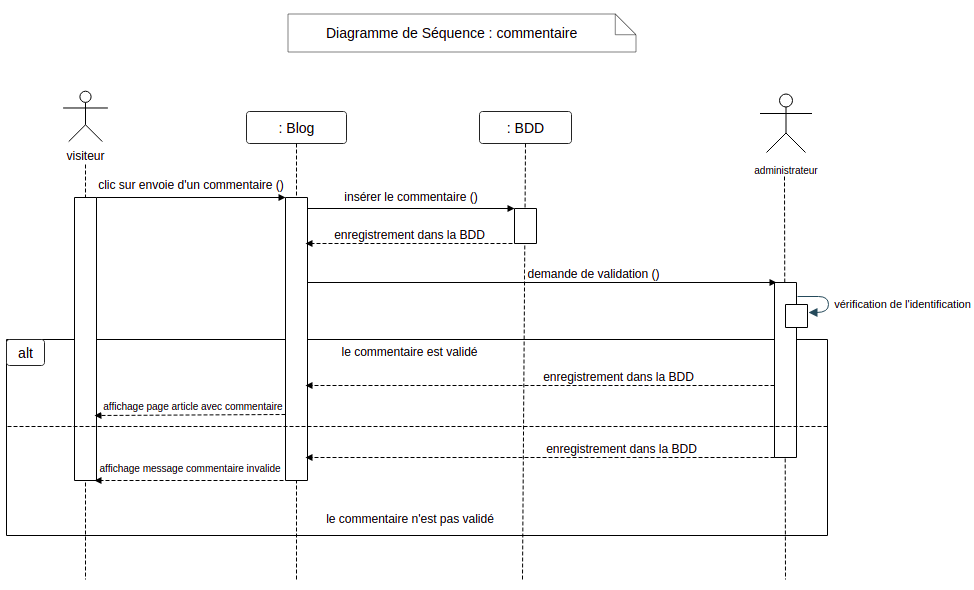 Diagramme de Séquence : commentaire
: Blog
: BDD
visiteur
administrateur
clic sur envoie d'un commentaire ()
insérer le commentaire ()
enregistrement dans la BDD
demande de validation ()
vérification de l'identification
alt
le commentaire est validé
enregistrement dans la BDD
affichage page article avec commentaire
enregistrement dans la BDD
affichage message commentaire invalide
le commentaire n'est pas validé